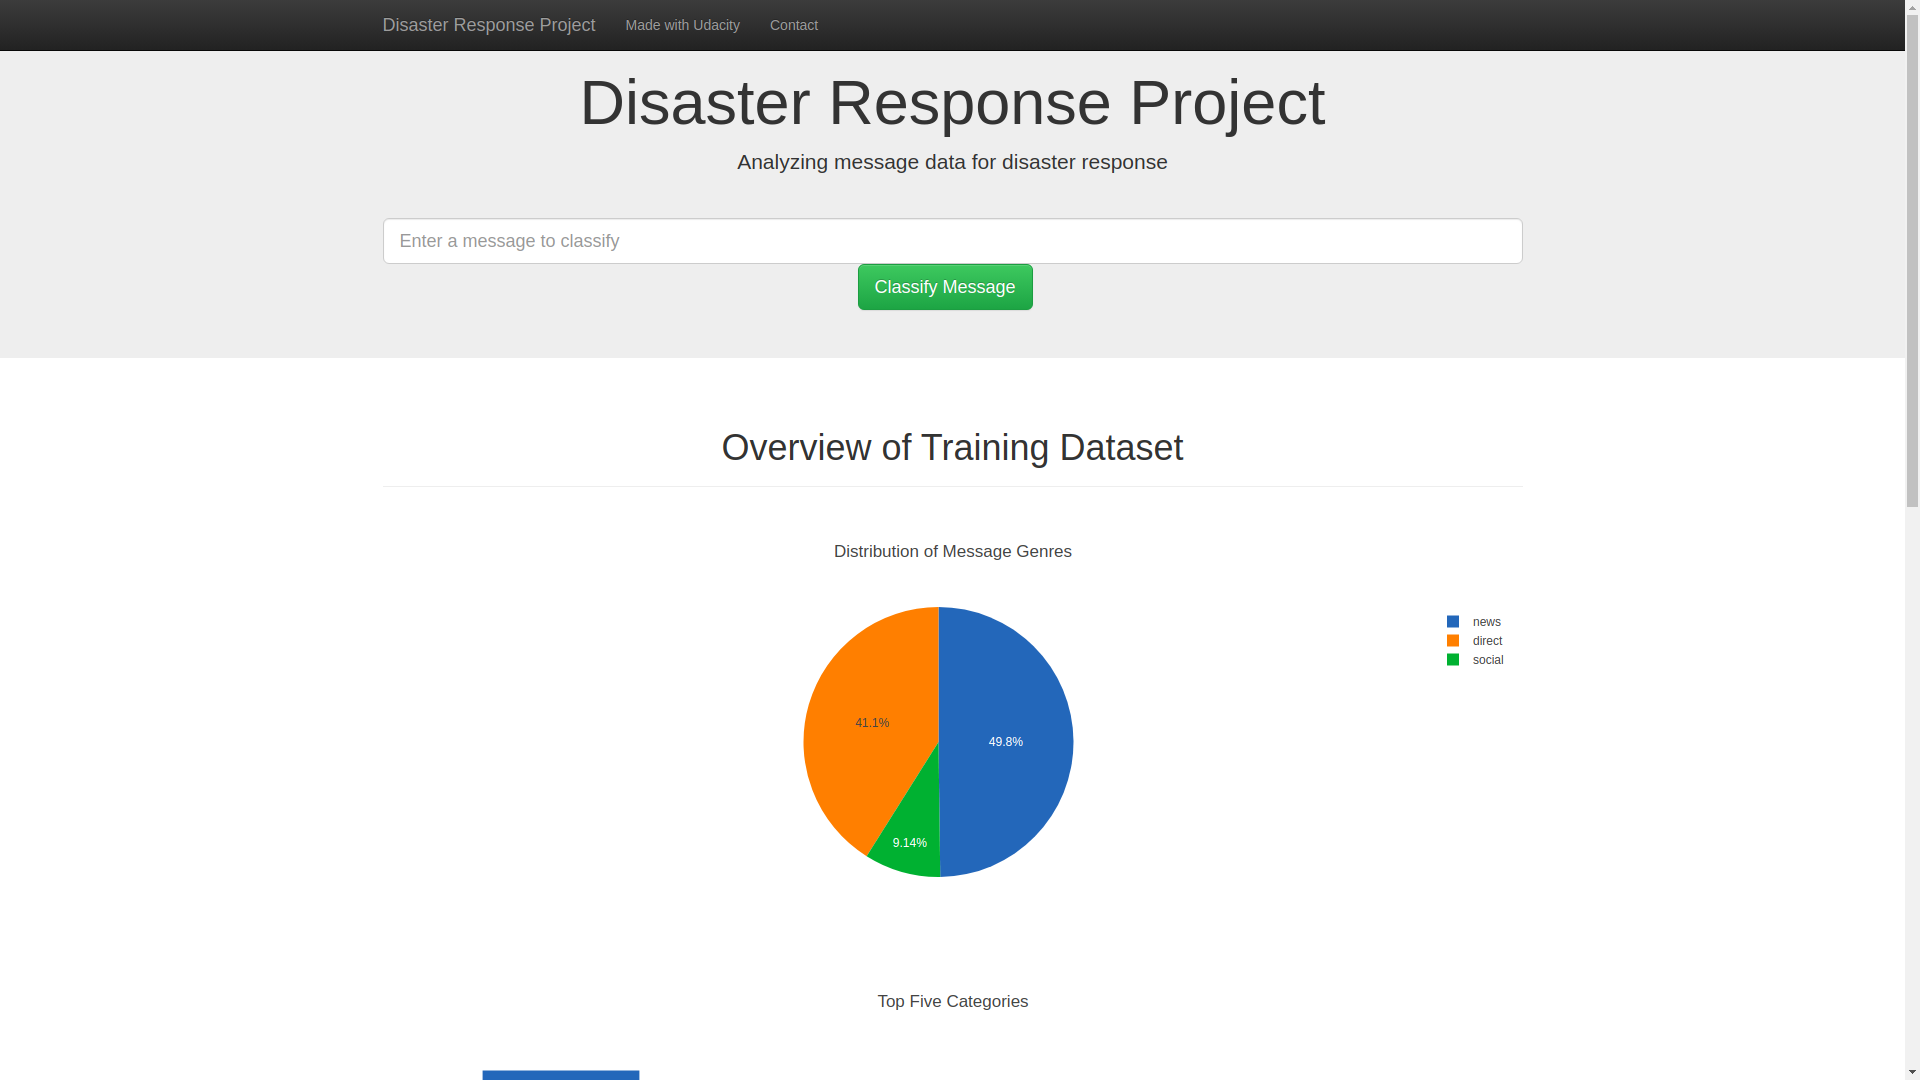 Disaster Response Project Made with Udacity Contact
Disaster Response Project
Analyzing message data for disaster response
Enter a message to classify
Classify Message
Overview of Training Dataset
Distribution of Message Genres
news
direct
social
41.1%
49.8%
9.14%
Top Five Categories